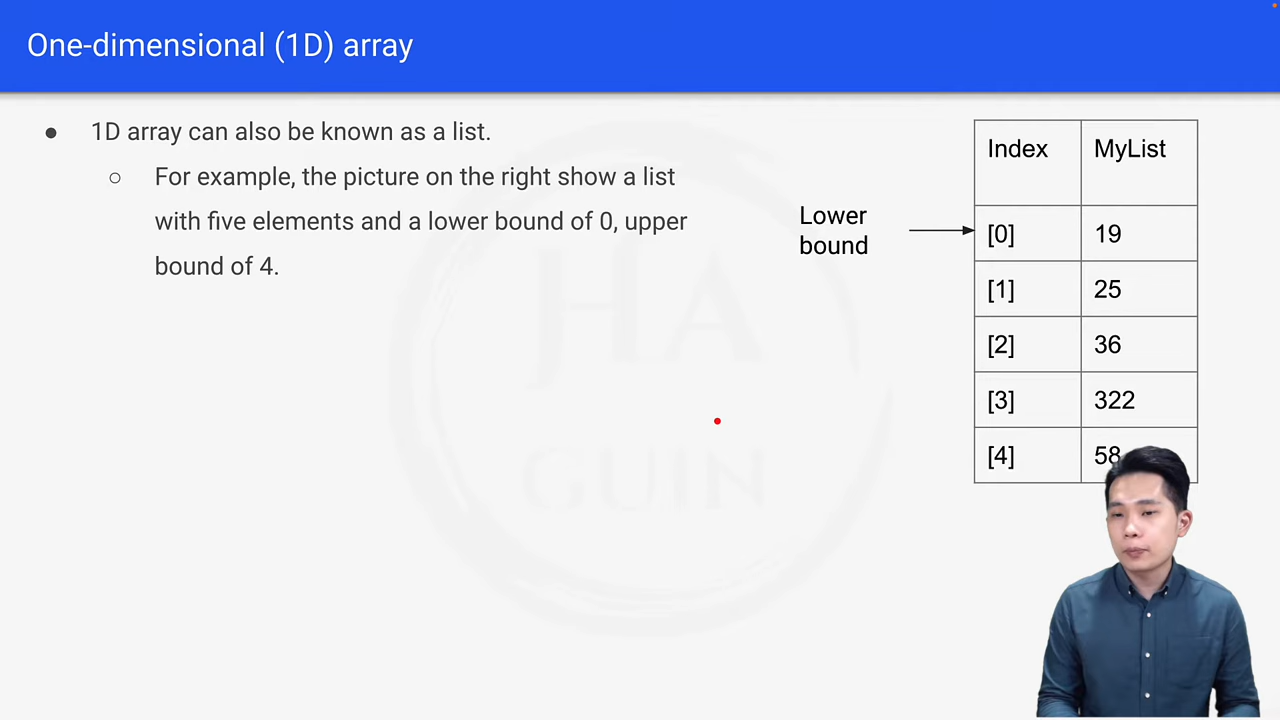 One-dimensional (1D) array
● 1D array can also be known as a list.
○ For example, the picture on the right show a list
with five elements and a lower bound of 0, upper
bound of 4.
Lower
bound
Index MyList
[0] 19
[1] 25
[2] 36
[3] 322
[4] 58
HA
GUIN